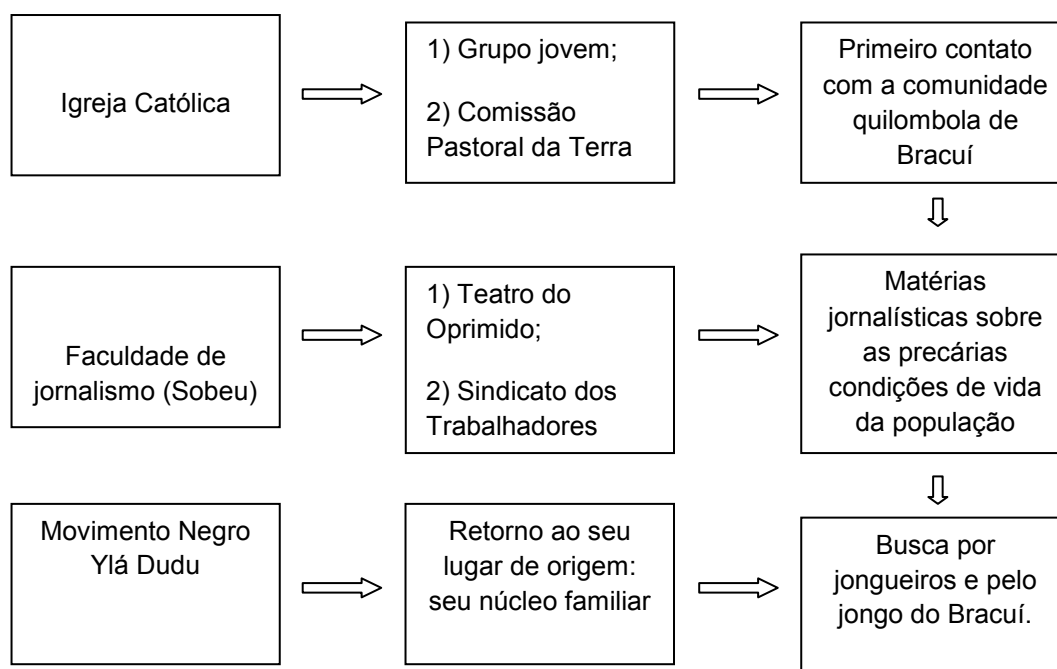 Igreja Católica
1) Grupo jovem;
2) Comissão
Pastoral da Terra
Primeiro contato
com a comunidade
quilombola de
Bracuí
Faculdade de
jornalismo (Sobeu)
1) Teatro do
Oprimido;
2) Sindicato dos
Trabalhadores
Matérias
jornalísticas sobre
as precárias
condições de vida
da população
Movimento Negro
Ylá Dudu
Retorno ao seu
lugar de origem:
seu núcleo familiar
Busca por
jongueiros e pelo
jongo do Bracuí.